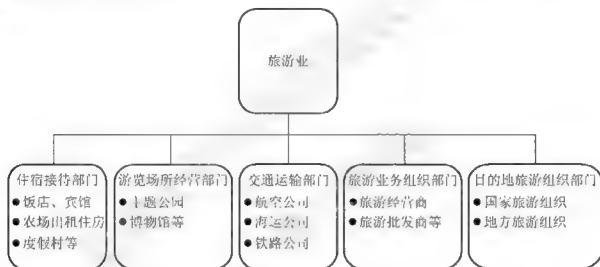 旅游业
住宿接待部门
●饭店、宾馆
●农场出租住房
●度假村等
游览场所经营部门
●主题公园
●博物馆等
交通运输部门
●航空公司
●海运公司
●铁路公司
旅游业务组织部门
●旅游经营商
●旅游批发商等
目的地旅游组织部门
●国家旅游组织
●地方旅游组织